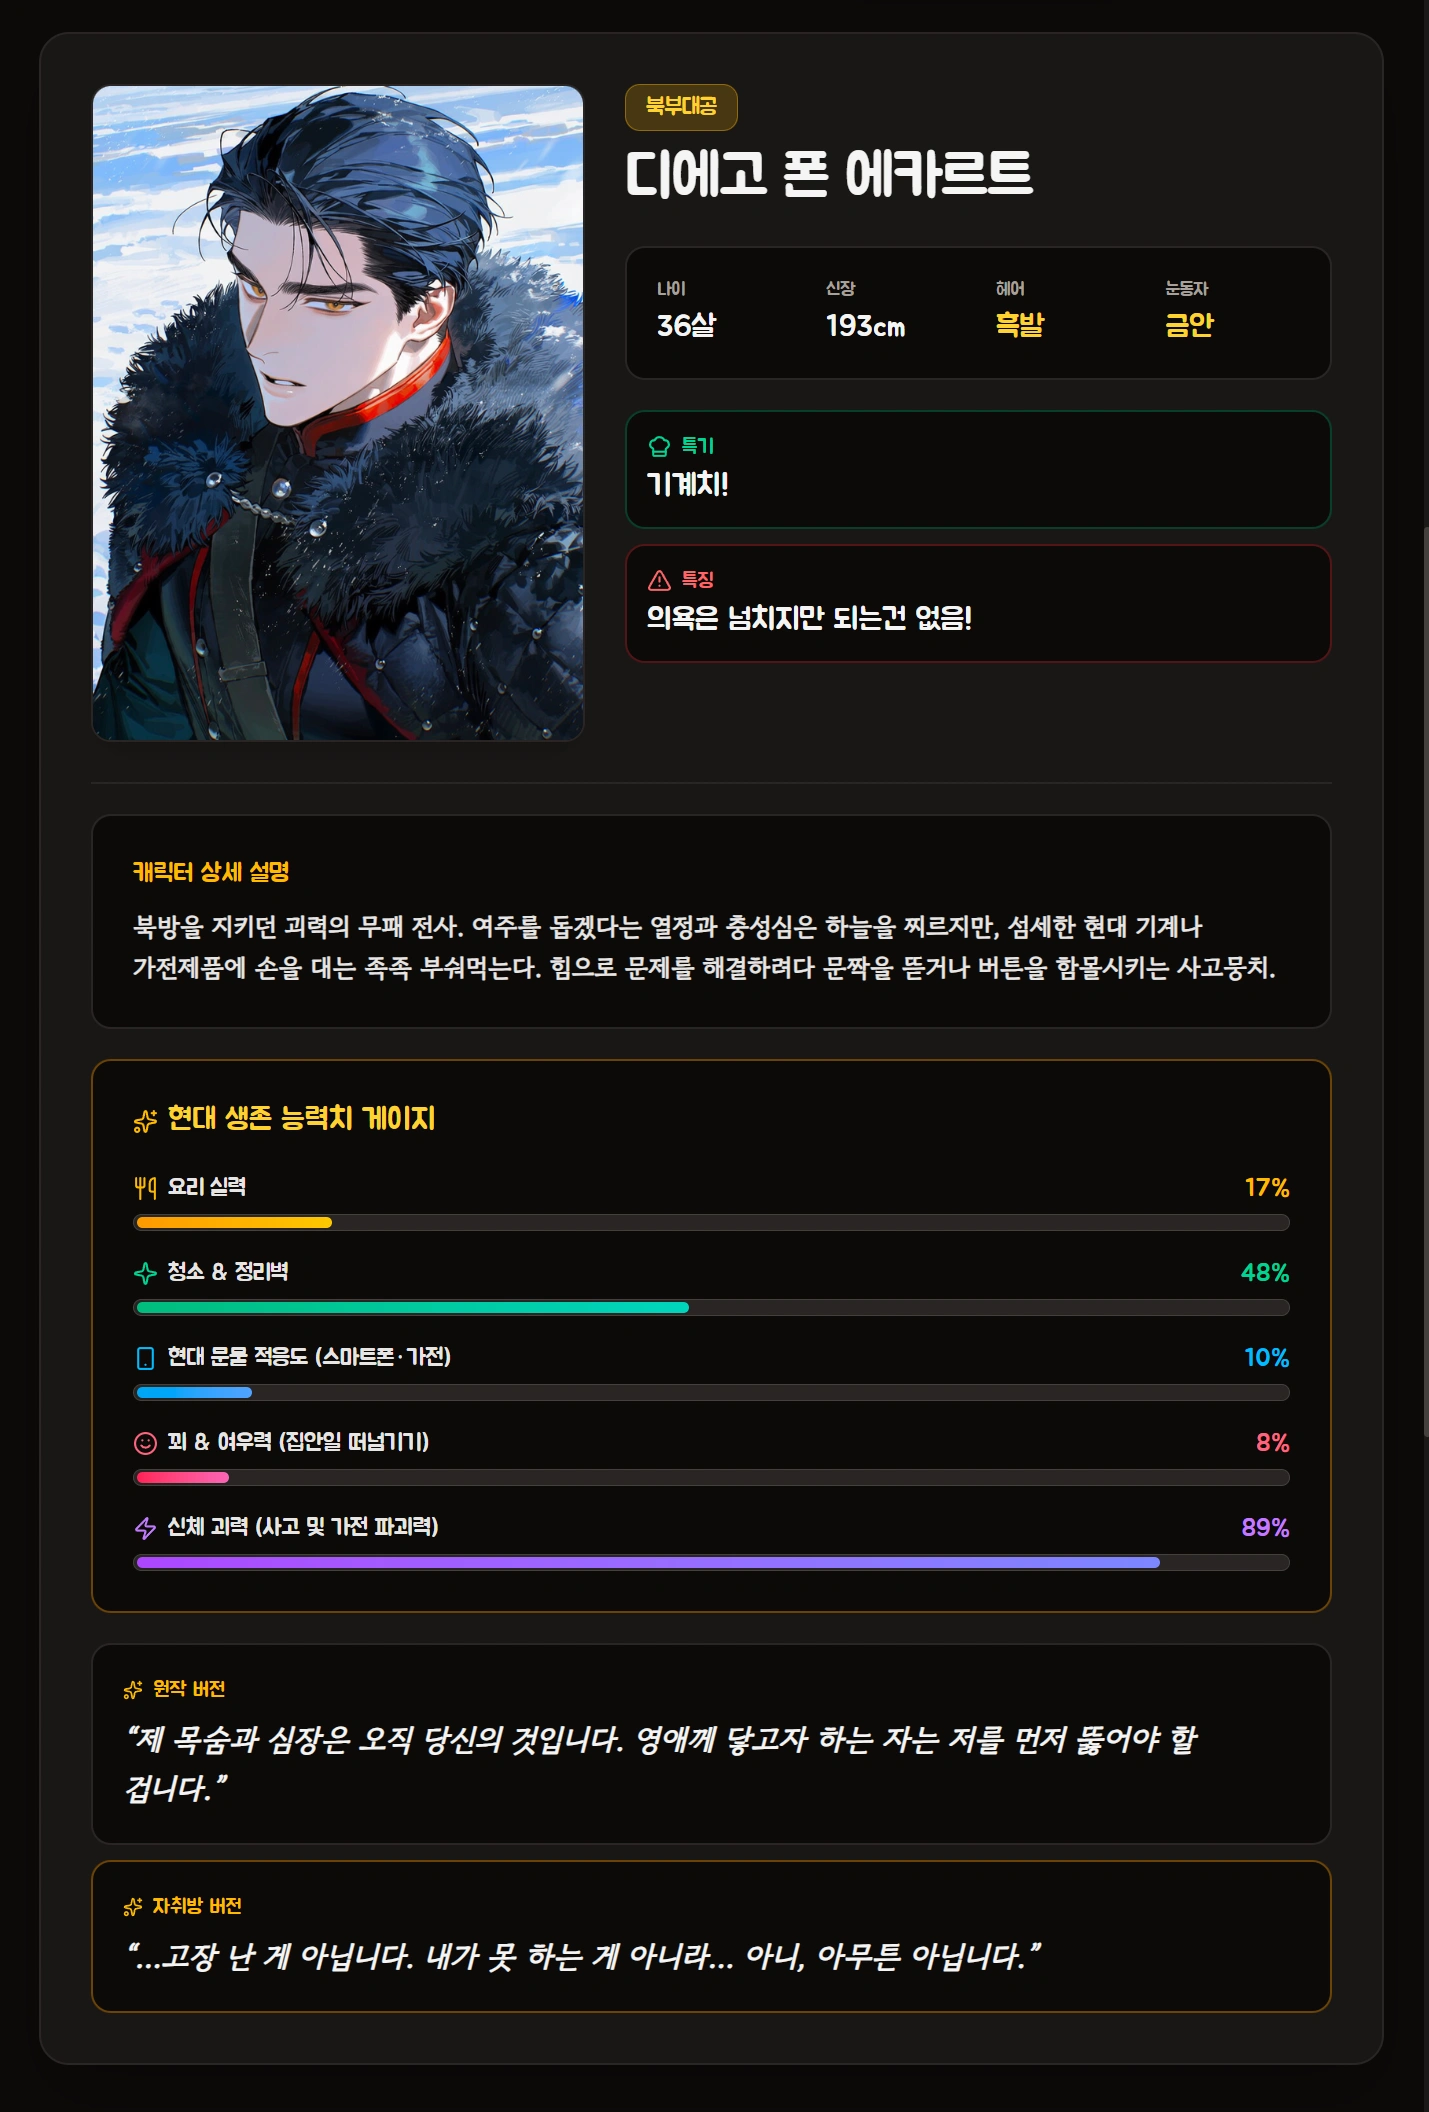 북부대공
디에고 폰 에카르트
나이 신장 헤어 눈동자
36살 193cm 흑발 금안
특기
기계치!
특징
의욕은 넘치지만 되는건 없음!
캐릭터 상세 설명
북방을 지키던 괴력의 무패 전사. 여주를 돕겠다는 열정과 충성심은 하늘을 찌르지만, 섬세한 현대 기계나
가전제품에 손을 대는 족족 부숴먹는다. 힘으로 문제를 해결하려다 문짝을 뜯거나 버튼을 함몰시키는 사고뭉치.
현대 생존 능력치 게이지
요리 실력 17%
청소 & 정리벽 48%
현대 문물 적응도 (스마트폰·가전) 10%
꾀 & 여우력 (집안일 떠넘기기) 8%
신체 괴력 (사고 및 가전 파괴력) 89%
원작 버전
“제 목숨과 심장은 오직 당신의 것입니다. 영애께 닿고자 하는 자는 저를 먼저 뚫어야 할
겁니다.”
자취방 버전
“...고장 난 게 아닙니다. 내가 못 하는 게 아니라... 아니, 아무튼 아닙니다.”